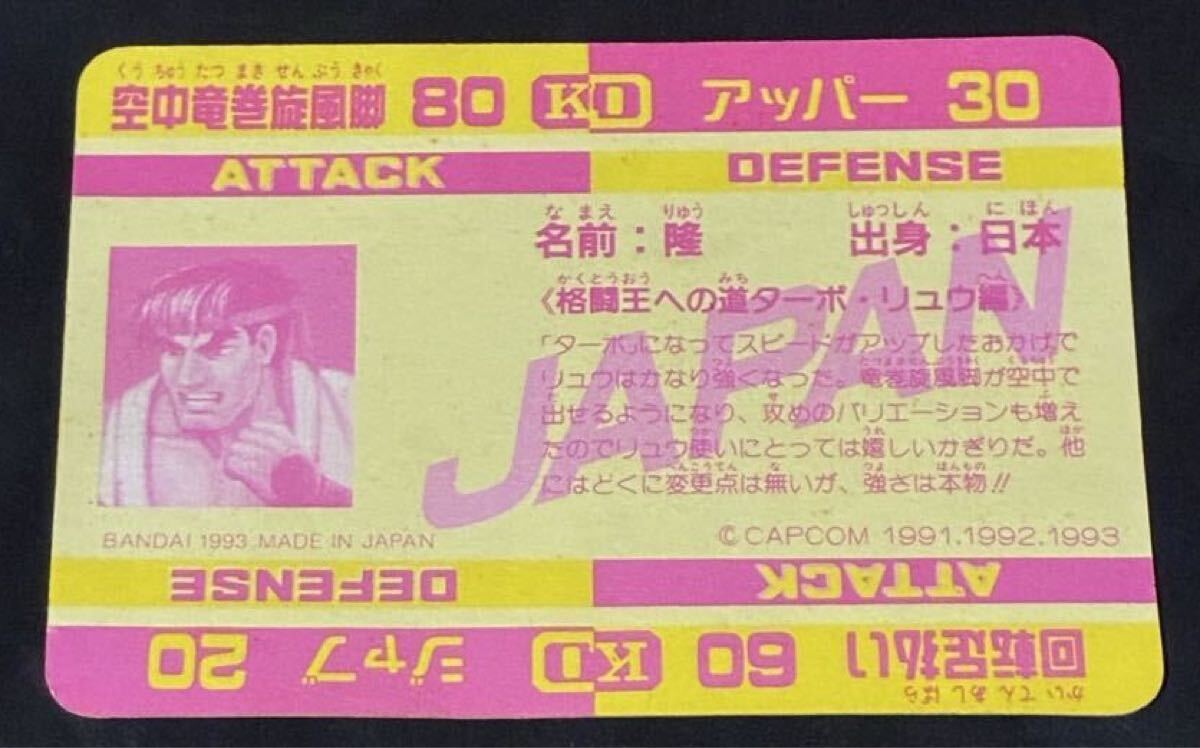 くうちゅうたつまきせんぷうきゃく
空中竜巻旋風脚 80 KO アッパー 30
ATTACK DEFENSE
なまえ りゅう しゅっしん にほん
名前：隆 出身：日本
かくとうおう みち へん
《格闘王への道ターボ・リュウ編》
JAPAN
「ターボ」になってスピードがアップしたおかげで
リュウはかなり強くなった。竜巻旋風脚が空中で
出せるようになり、攻めのバリエーションも増え
たのでリュウ使いにとっては嬉しいかぎりだ。他
にはとくに変更点は無いが、強さは本物!!
BANDAI 1993 MADE IN JAPAN
©CAPCOM 1991.1992.1993
DEFENSE ATTACK
ジャブ 20 KO 回転足払い 60
かいてんあしばら